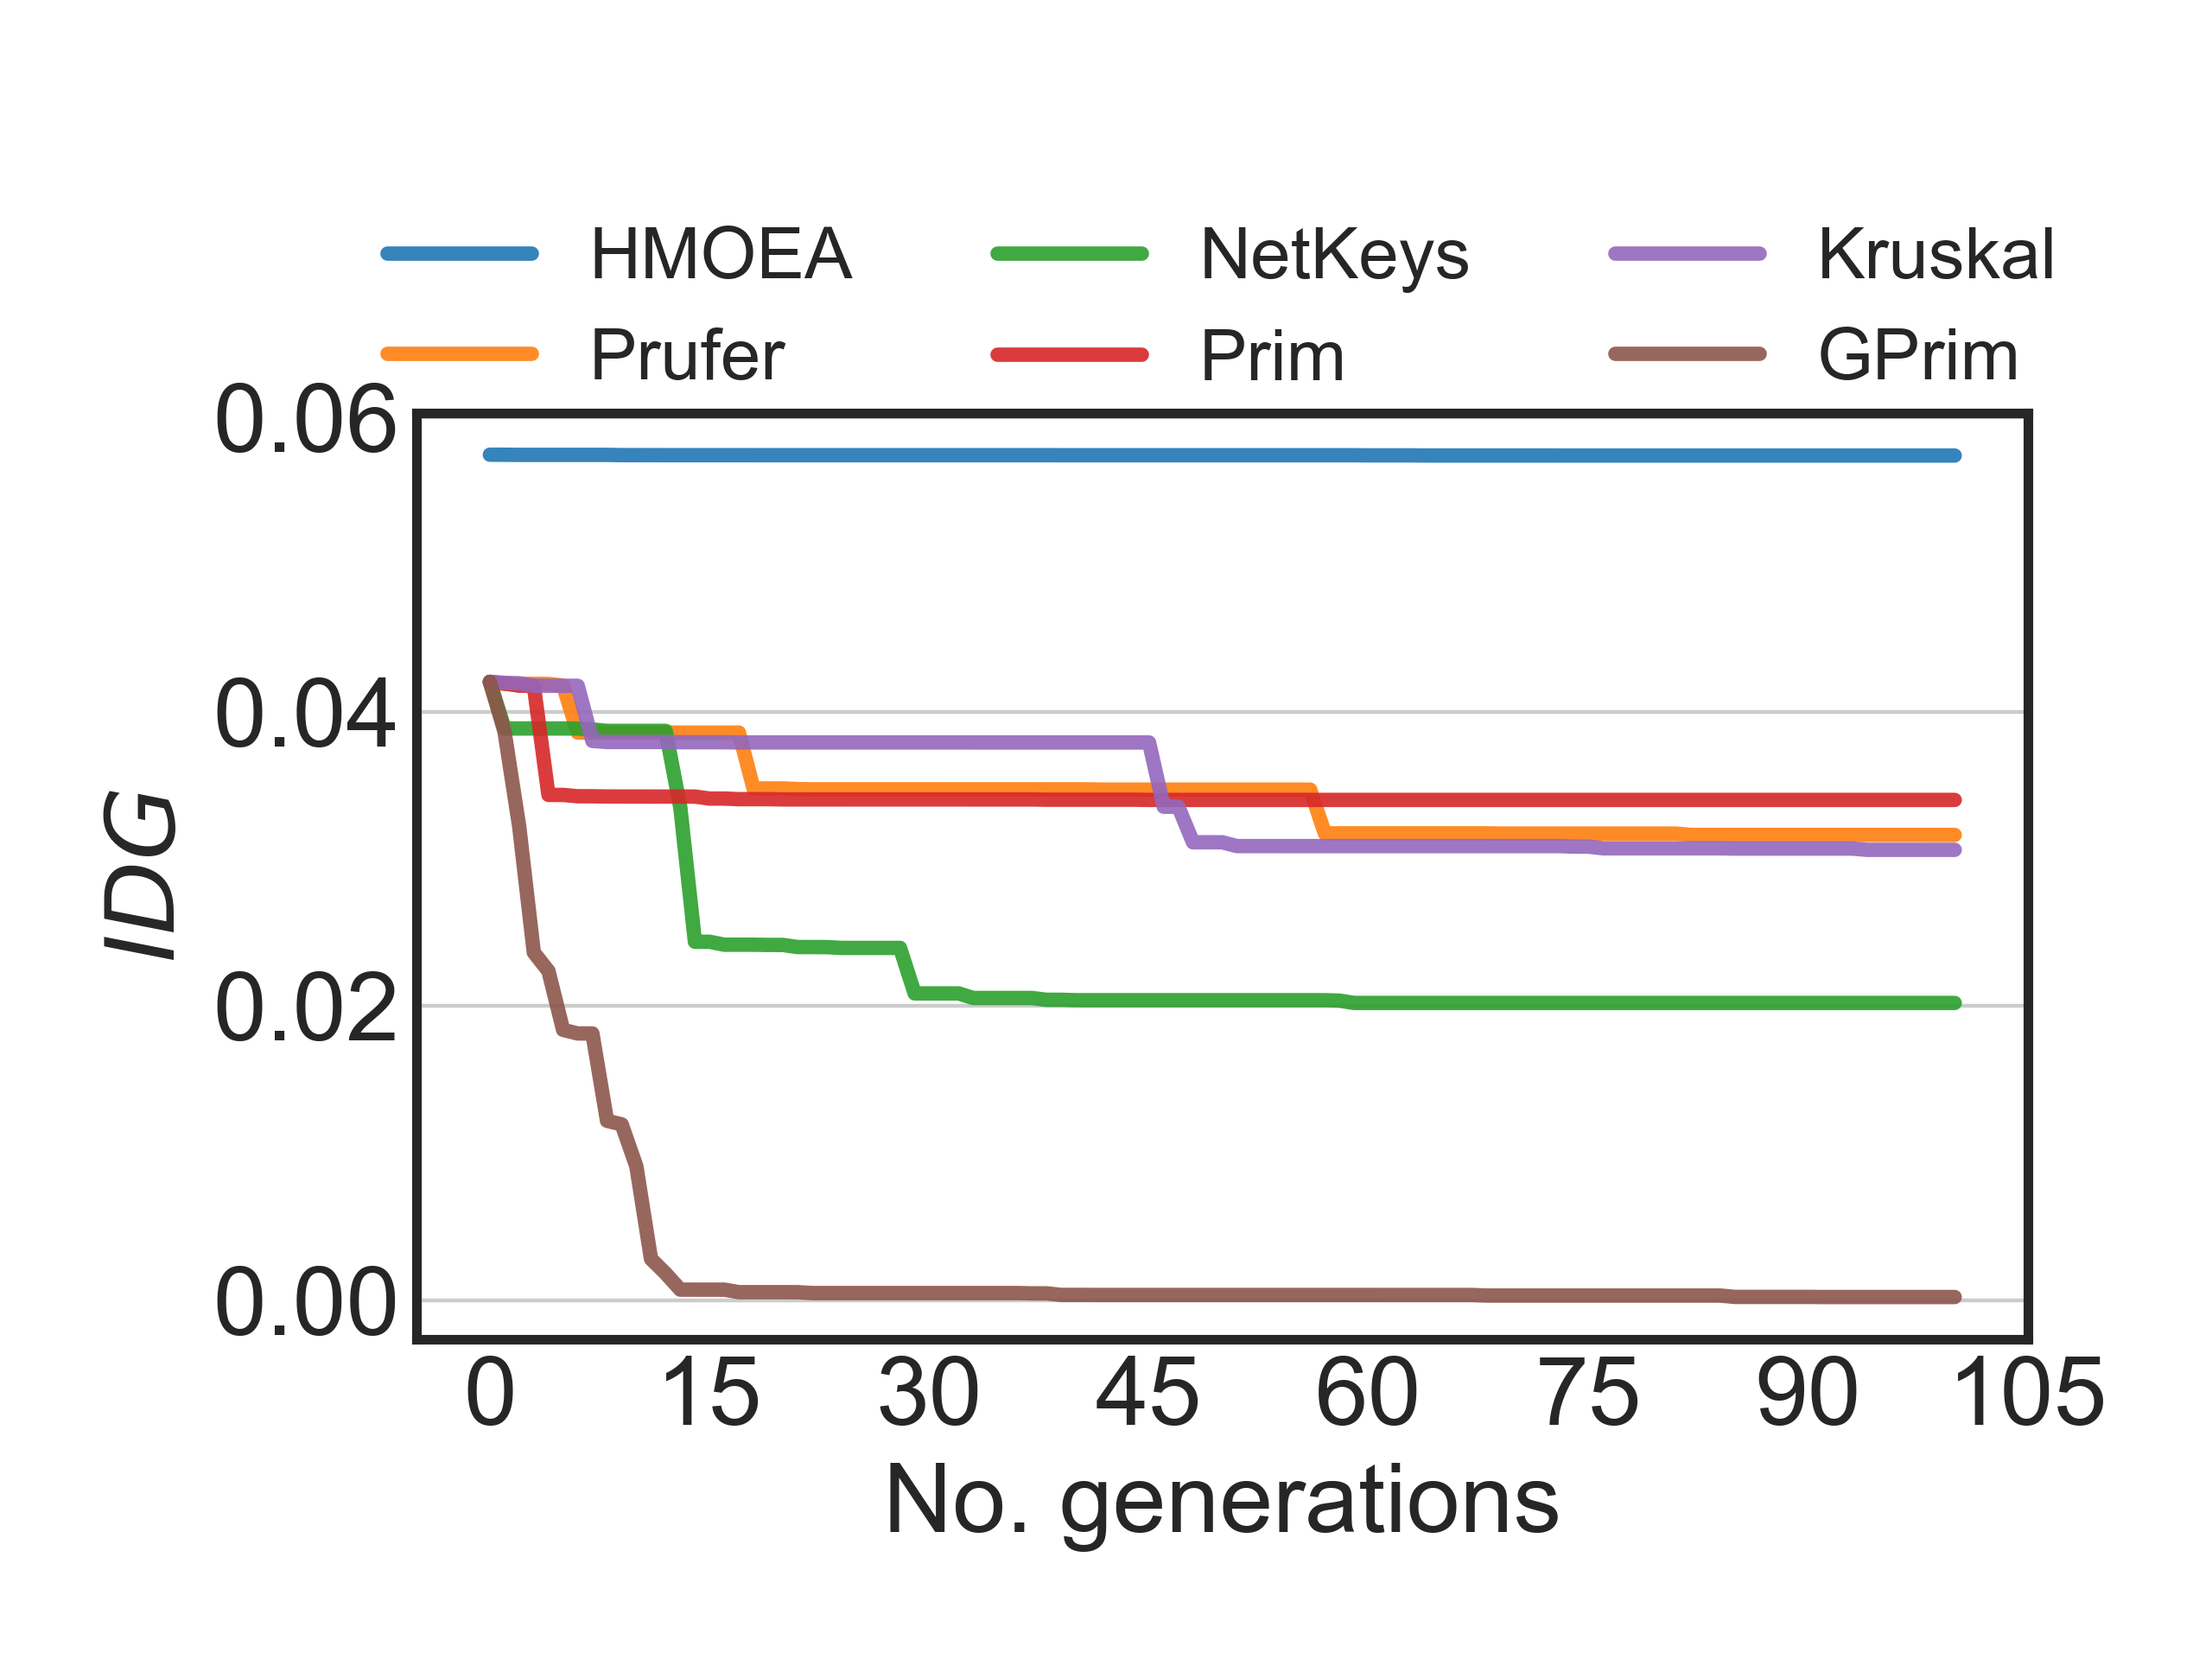 HMOEA NetKeys Kruskal
Prufer Prim GPrim
0.06
0.04
0.02
0.00
IDG
0 15 30 45 60 75 90 105
No. generations